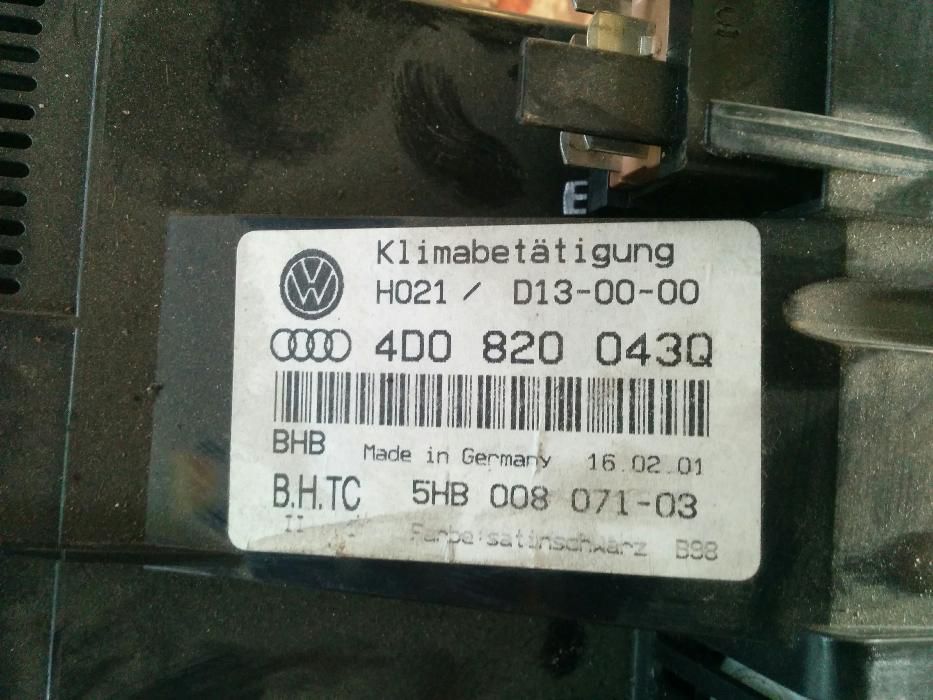 Klimabetätigung
H021 / D13-00-00
4D0 820 043Q
BHB Made in Germany 16.02.01
B.H.TC 5HB 008 071-03
II Farbe:satinschwarz B98